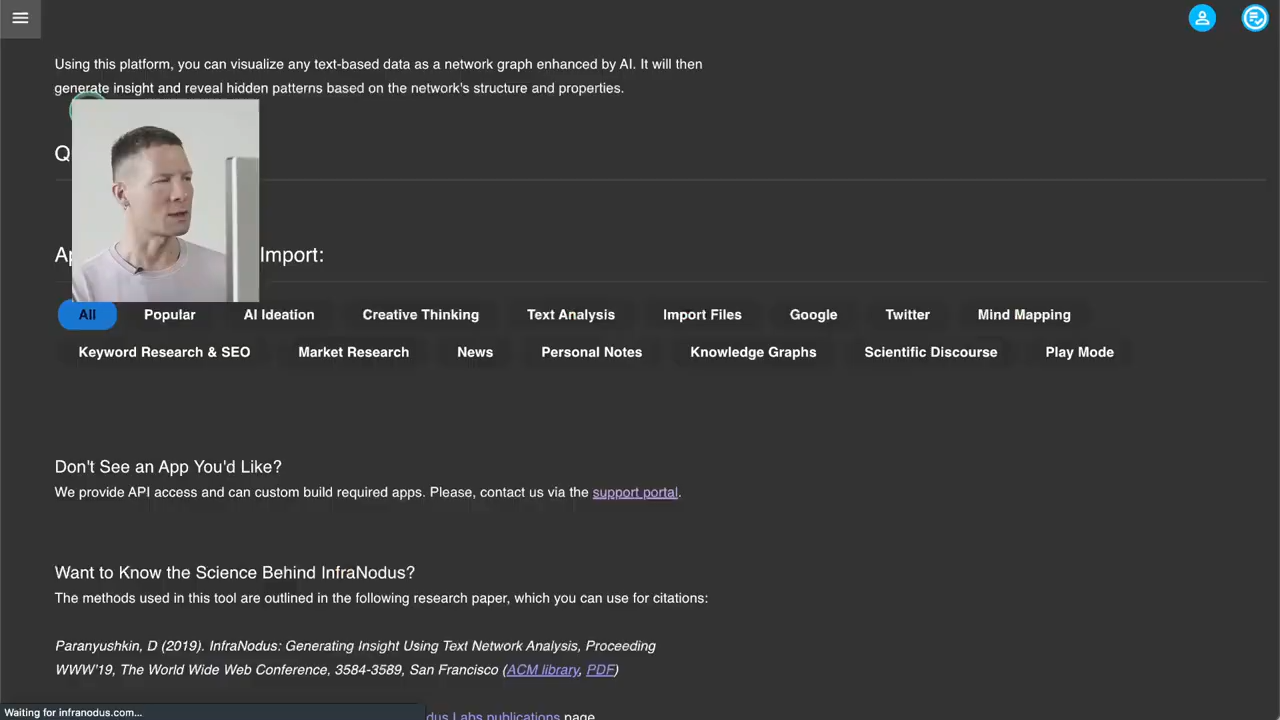 Using this platform, you can visualize any text-based data as a network graph enhanced by AI. It will then
generate insight and reveal hidden patterns based on the network's structure and properties.
Import:
All Popular AI Ideation Creative Thinking Text Analysis Import Files Google Twitter Mind Mapping
Keyword Research & SEO Market Research News Personal Notes Knowledge Graphs Scientific Discourse Play Mode
Don't See an App You'd Like?
We provide API access and can custom build required apps. Please, contact us via the support portal.
Want to Know the Science Behind InfraNodus?
The methods used in this tool are outlined in the following research paper, which you can use for citations:
Paranyushkin, D (2019). InfraNodus: Generating Insight Using Text Network Analysis, Proceeding
WWW'19, The World Wide Web Conference, 3584-3589, San Francisco (ACM library, PDF)
Waiting for infranodus.com...
dus Labs publications page